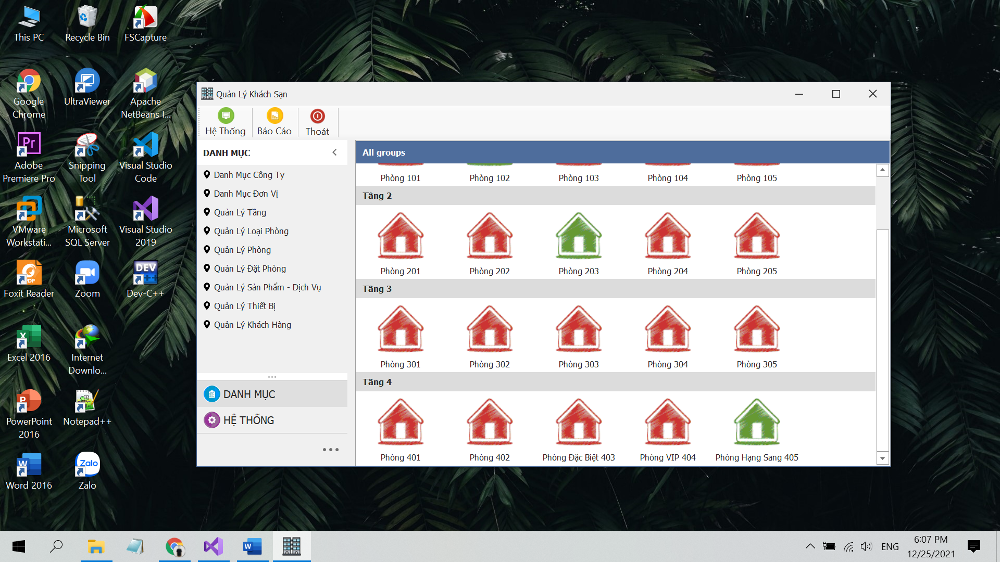 This PC
Recycle Bin
FSCapture
Google
Chrome
UltraViewer
Apache
NetBeans I...
Adobe
Premiere Pro
Snipping
Tool
Visual Studio
Code
VMware
Workstati...
Microsoft
SQL Server
Visual Studio
2019
Foxit Reader
Zoom
Dev-C++
Excel 2016
Internet
Downlo...
PowerPoint
2016
Notepad++
Word 2016
Zalo
Quản Lý Khách Sạn
Hệ Thống
Báo Cáo
Thoát
DANH MỤC
Danh Mục Công Ty
Danh Mục Đơn Vị
Quản Lý Tầng
Quản Lý Loại Phòng
Quản Lý Phòng
Quản Lý Đặt Phòng
Quản Lý Sản Phẩm - Dịch Vụ
Quản Lý Thiết Bị
Quản Lý Khách Hàng
DANH MỤC
HỆ THỐNG
All groups
Phòng 101
Phòng 102
Phòng 103
Phòng 104
Phòng 105
Tầng 2
Phòng 201
Phòng 202
Phòng 203
Phòng 204
Phòng 205
Tầng 3
Phòng 301
Phòng 302
Phòng 303
Phòng 304
Phòng 305
Tầng 4
Phòng 401
Phòng 402
Phòng Đặc Biệt 403
Phòng VIP 404
Phòng Hạng Sang 405
ENG
6:07 PM
12/25/2021